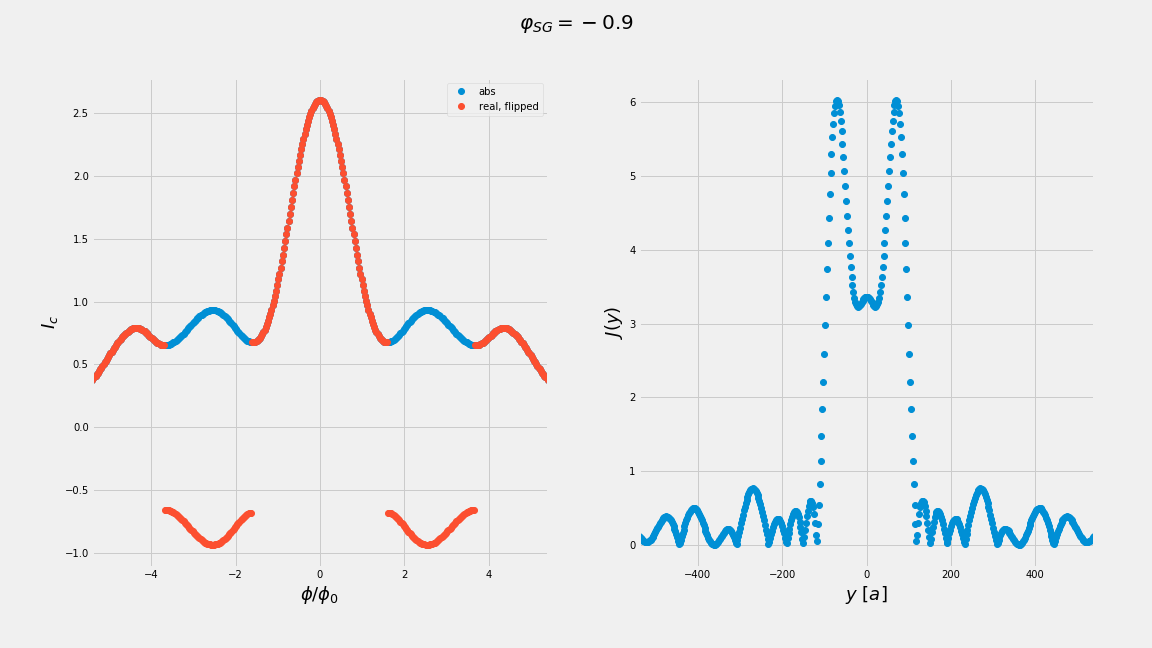 φ_SG = −0.9
abs
real, flipped
2.5
2.0
1.5
1.0
0.5
0.0
−0.5
−1.0
I_c
−4 −2 0 2 4
ϕ/ϕ_0
6
5
4
3
2
1
0
J(y)
−400 −200 0 200 400
y [a]